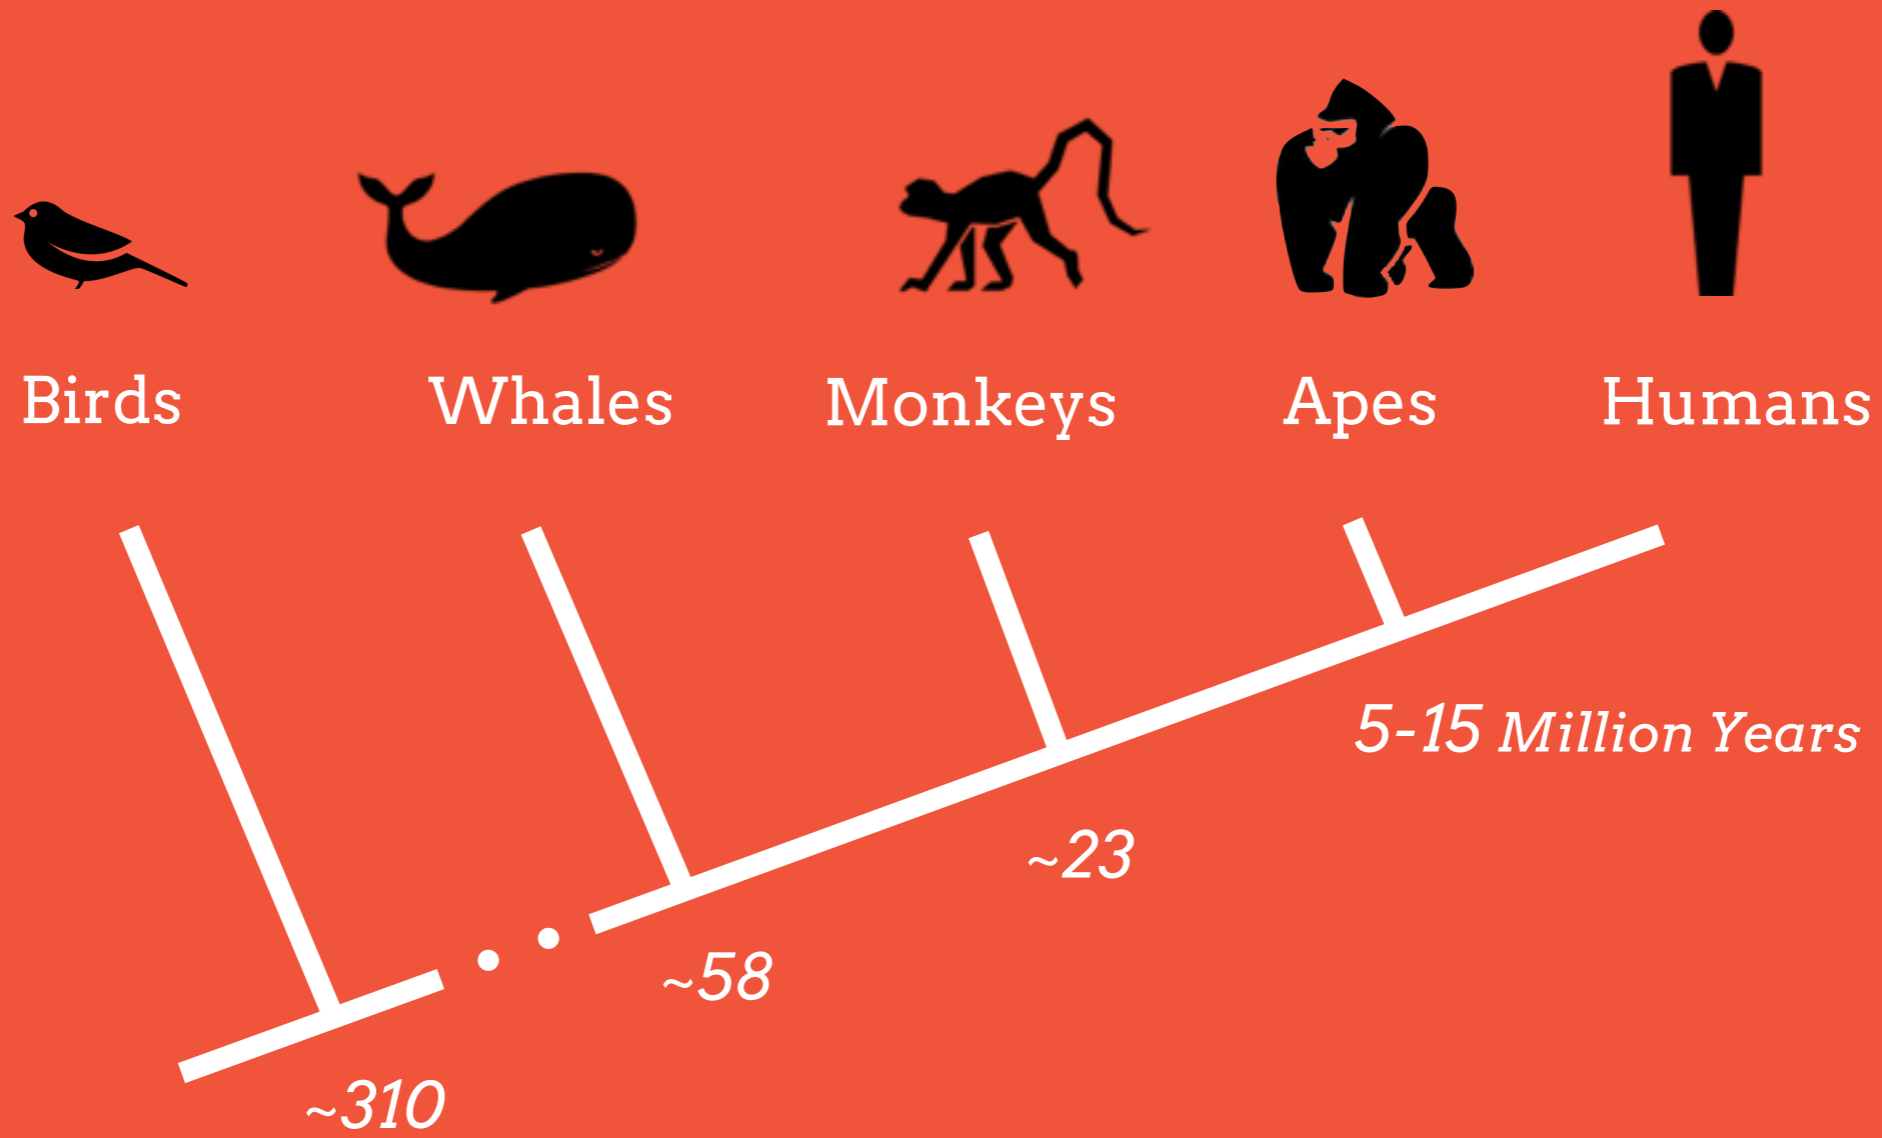 Birds
Whales
Monkeys
Apes
Humans
5-15 Million Years
~23
~58
~310